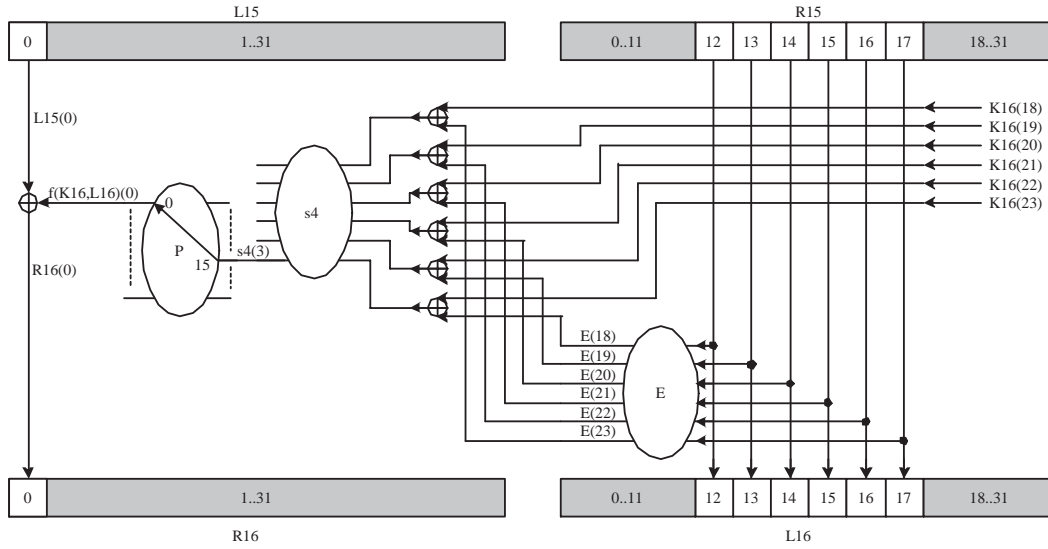 L15
R15
0
1..31
0..11
12
13
14
15
16
17
18..31
K16(18)
K16(19)
K16(20)
K16(21)
K16(22)
K16(23)
L15(0)
f(K16,L16)(0)
0
P
15
s4(3)
s4
R16(0)
E(18)
E(19)
E(20)
E(21)
E(22)
E(23)
E
0
1..31
0..11
12
13
14
15
16
17
18..31
R16
L16